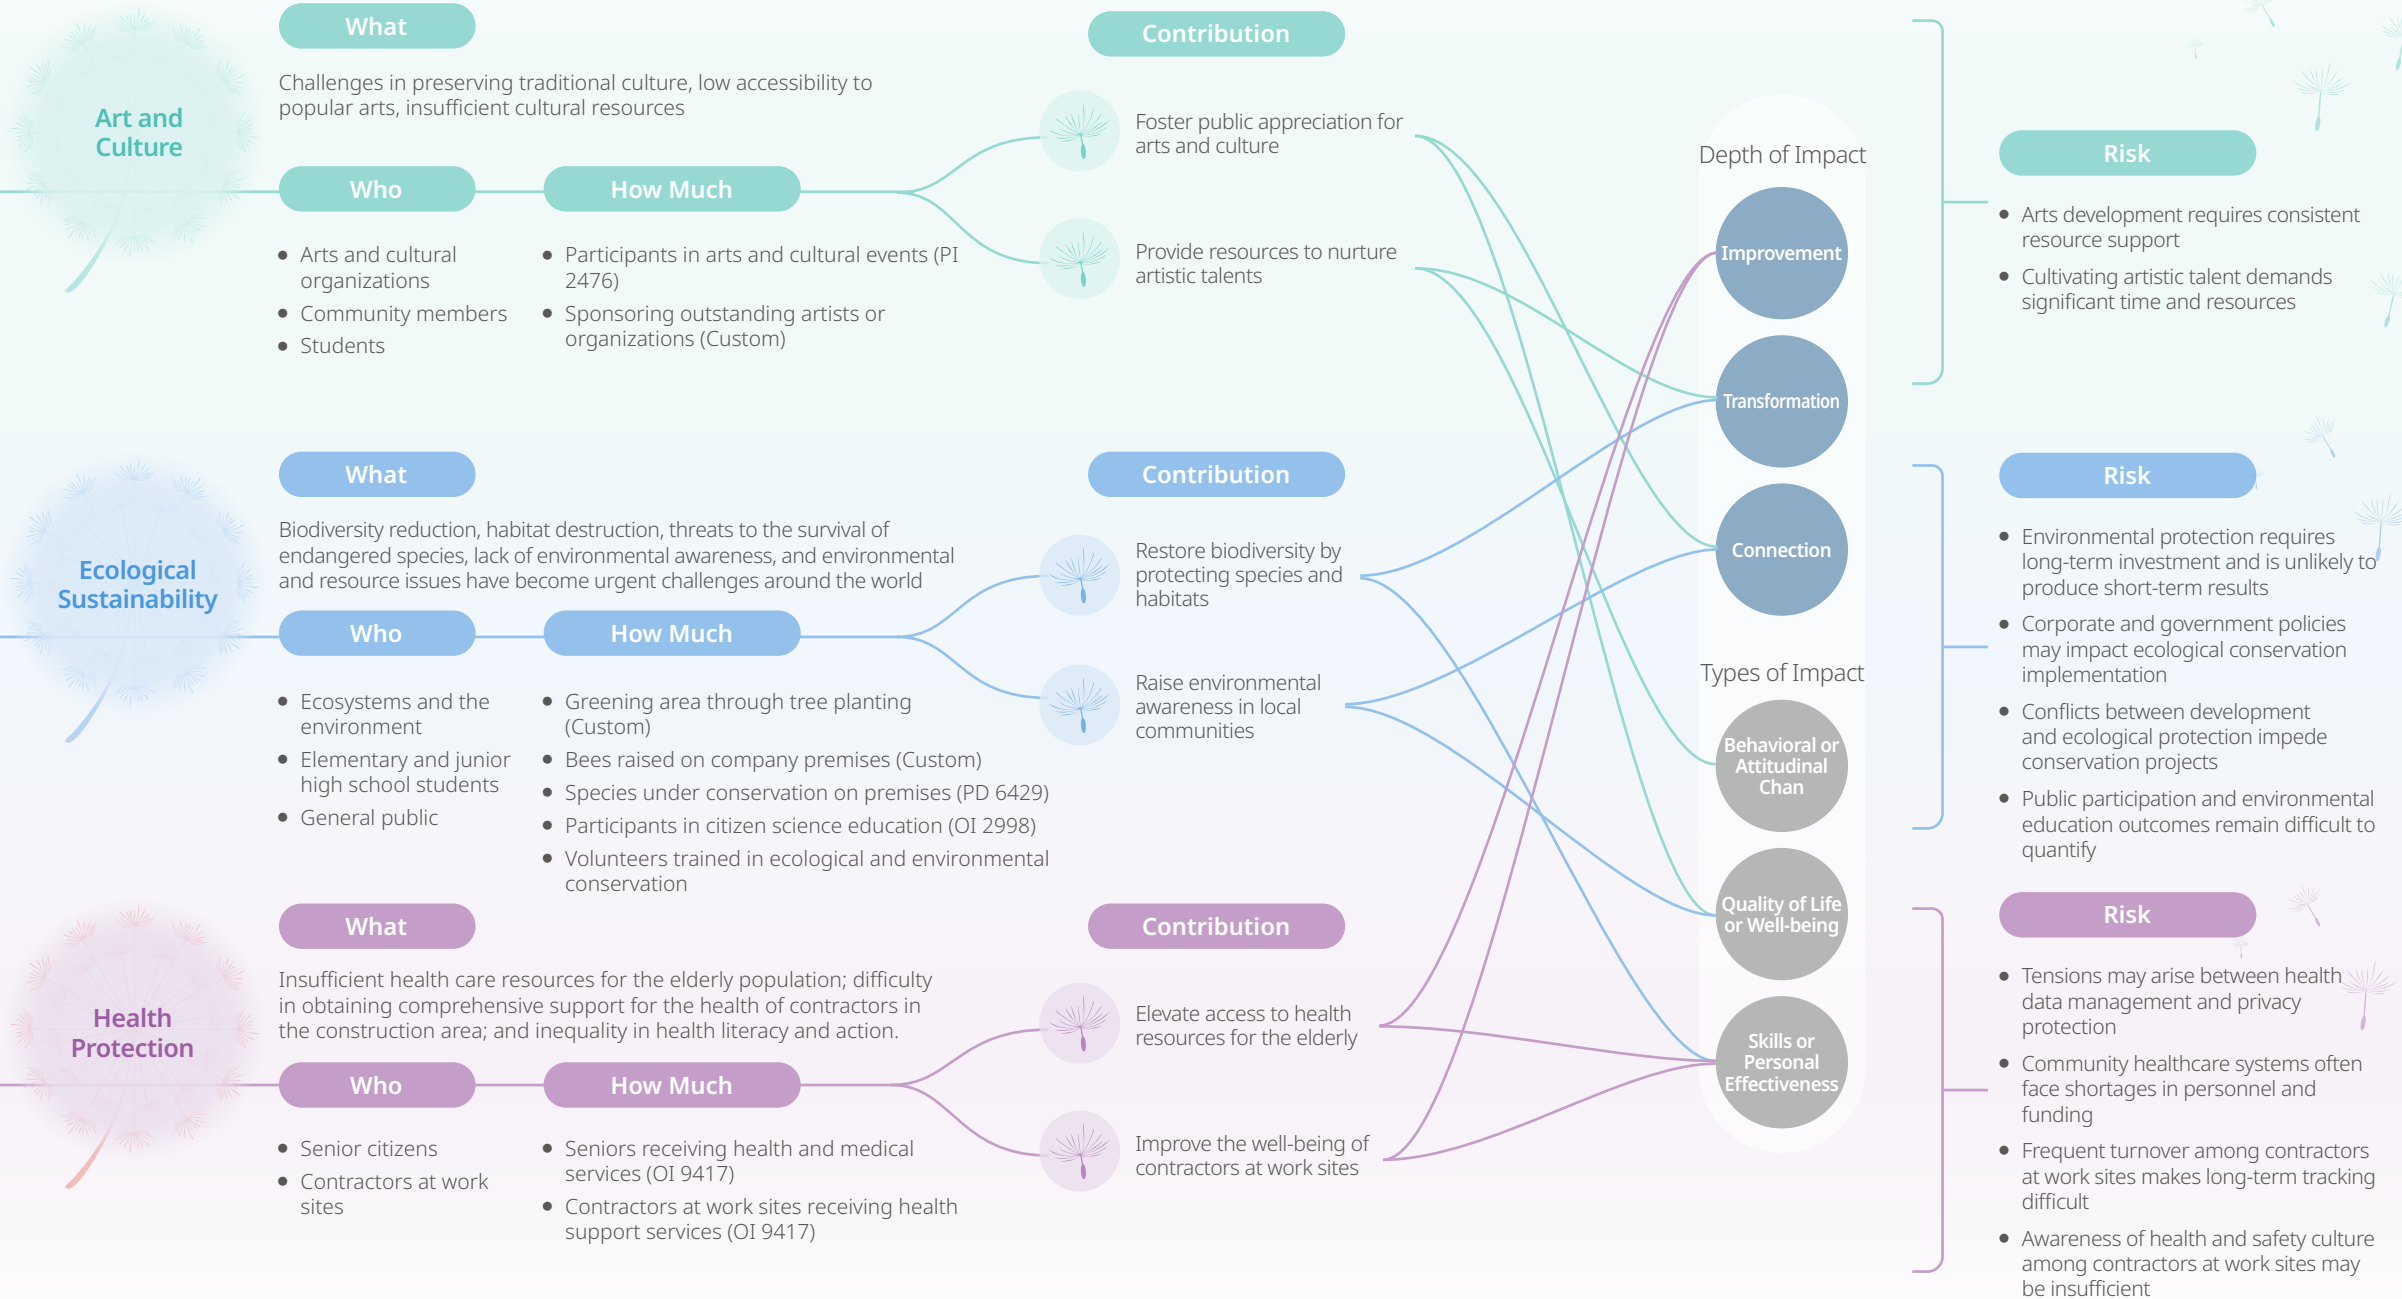 Art and
Culture
What
Challenges in preserving traditional culture, low accessibility to
popular arts, insufficient cultural resources
Who
● Arts and cultural
organizations
● Community members
● Students
How Much
● Participants in arts and cultural events (PI
2476)
● Sponsoring outstanding artists or
organizations (Custom)
Contribution
Foster public appreciation for
arts and culture
Provide resources to nurture
artistic talents
Risk
● Arts development requires consistent
resource support
● Cultivating artistic talent demands
significant time and resources
Ecological
Sustainability
What
Biodiversity reduction, habitat destruction, threats to the survival of
endangered species, lack of environmental awareness, and environmental
and resource issues have become urgent challenges around the world
Who
● Ecosystems and the
environment
● Elementary and junior
high school students
● General public
How Much
● Greening area through tree planting
(Custom)
● Bees raised on company premises (Custom)
● Species under conservation on premises (PD 6429)
● Participants in citizen science education (OI 2998)
● Volunteers trained in ecological and environmental
conservation
Contribution
Restore biodiversity by
protecting species and
habitats
Raise environmental
awareness in local
communities
Risk
● Environmental protection requires
long-term investment and is unlikely to
produce short-term results
● Corporate and government policies
may impact ecological conservation
implementation
● Conflicts between development
and ecological protection impede
conservation projects
● Public participation and environmental
education outcomes remain difficult to
quantify
Health
Protection
What
Insufficient health care resources for the elderly population; difficulty
in obtaining comprehensive support for the health of contractors in
the construction area; and inequality in health literacy and action.
Who
● Senior citizens
● Contractors at work
sites
How Much
● Seniors receiving health and medical
services (OI 9417)
● Contractors at work sites receiving health
support services (OI 9417)
Contribution
Elevate access to health
resources for the elderly
Improve the well-being of
contractors at work sites
Risk
● Tensions may arise between health
data management and privacy
protection
● Community healthcare systems often
face shortages in personnel and
funding
● Frequent turnover among contractors
at work sites makes long-term tracking
difficult
● Awareness of health and safety culture
among contractors at work sites may
be insufficient
Depth of Impact
Improvement
Transformation
Connection
Types of Impact
Behavioral or
Attitudinal
Chan
Quality of Life
or Well-being
Skills or
Personal
Effectiveness